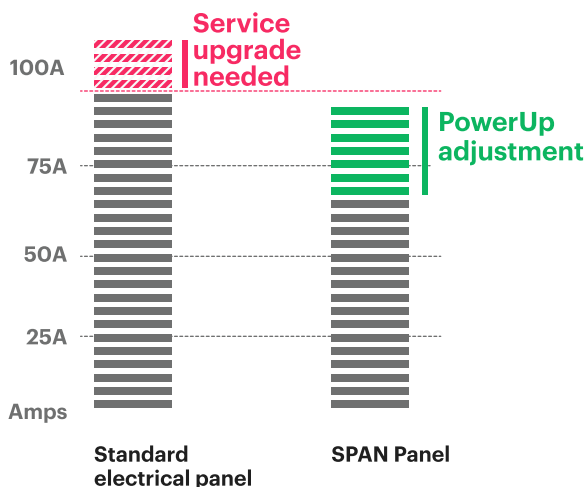 Service
upgrade
needed
100A
PowerUp
adjustment
75A
50A
25A
Amps
Standard
electrical panel
SPAN Panel